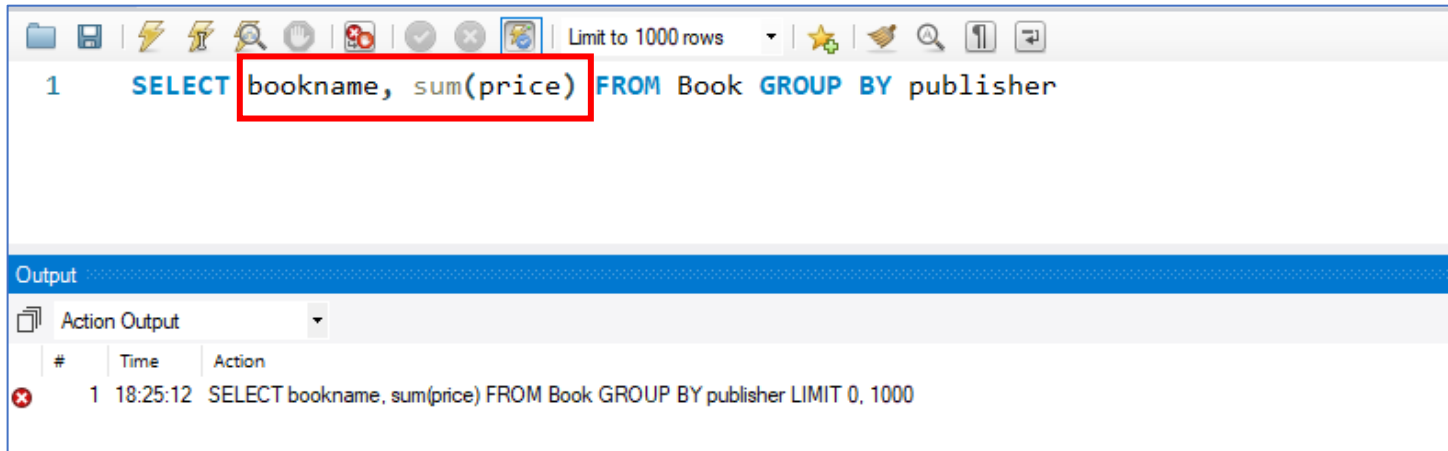 Limit to 1000 rows
1 SELECT bookname, sum(price) FROM Book GROUP BY publisher
Output
Action Output
# Time Action
1 18:25:12 SELECT bookname, sum(price) FROM Book GROUP BY publisher LIMIT 0, 1000